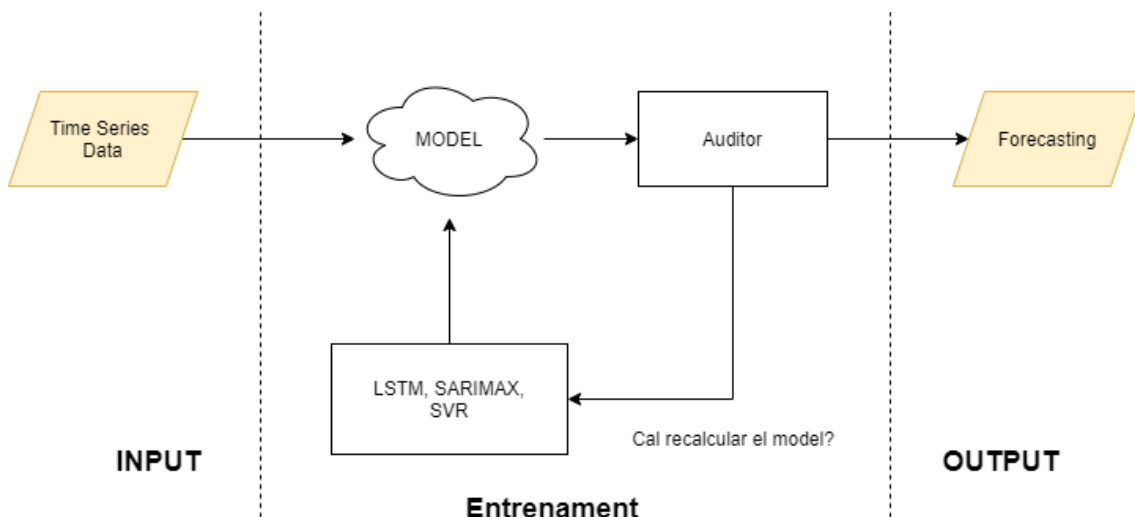 Time Series
Data
MODEL
Auditor
Forecasting
LSTM, SARIMAX,
SVR
Cal recalcular el model?
INPUT
OUTPUT
Entrenament